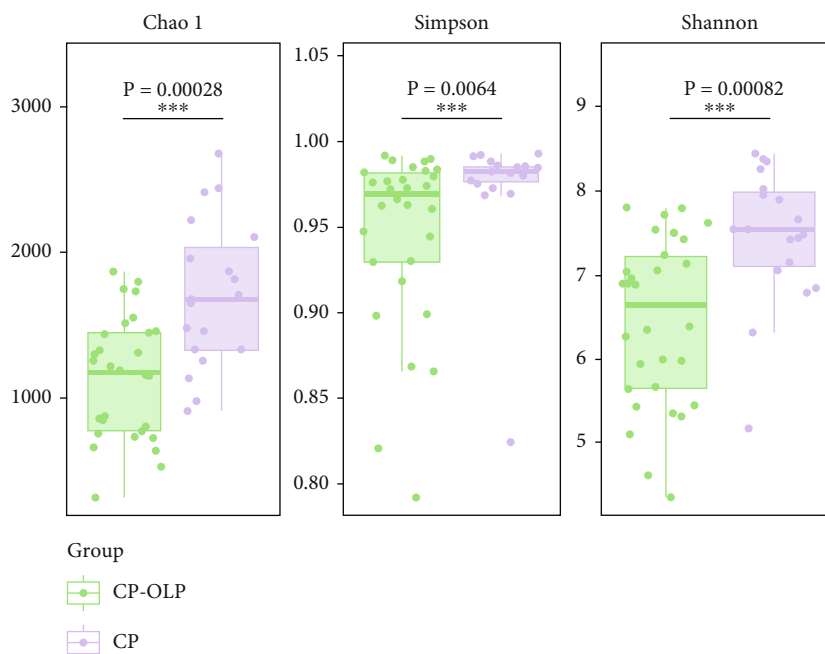 Chao 1
3000
2000
1000
P = 0.00028
***
Simpson
1.05
1.00
0.95
0.90
0.85
0.80
P = 0.0064
***
Shannon
9
8
7
6
5
P = 0.00082
***
Group
CP-OLP
CP